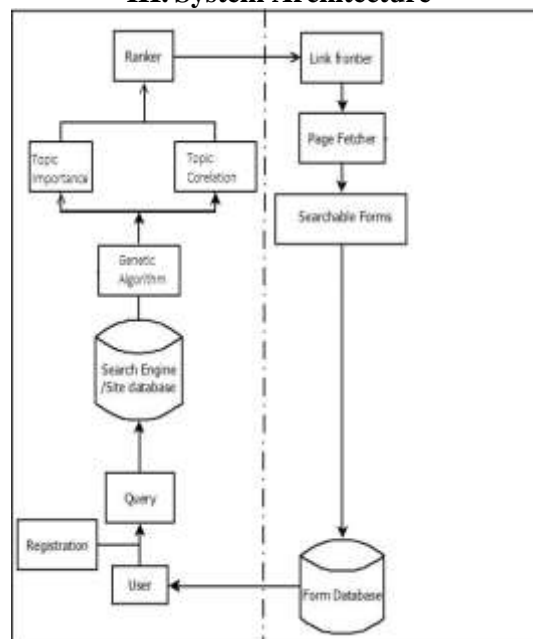 III. System Architecture
Ranker
Link frontier
Page Fetcher
Topic
Importance
Topic
Corelation
Searchable Forms
Genetic
Algorithm
Search Engine
/Site database
Query
Registration
User
Form Database